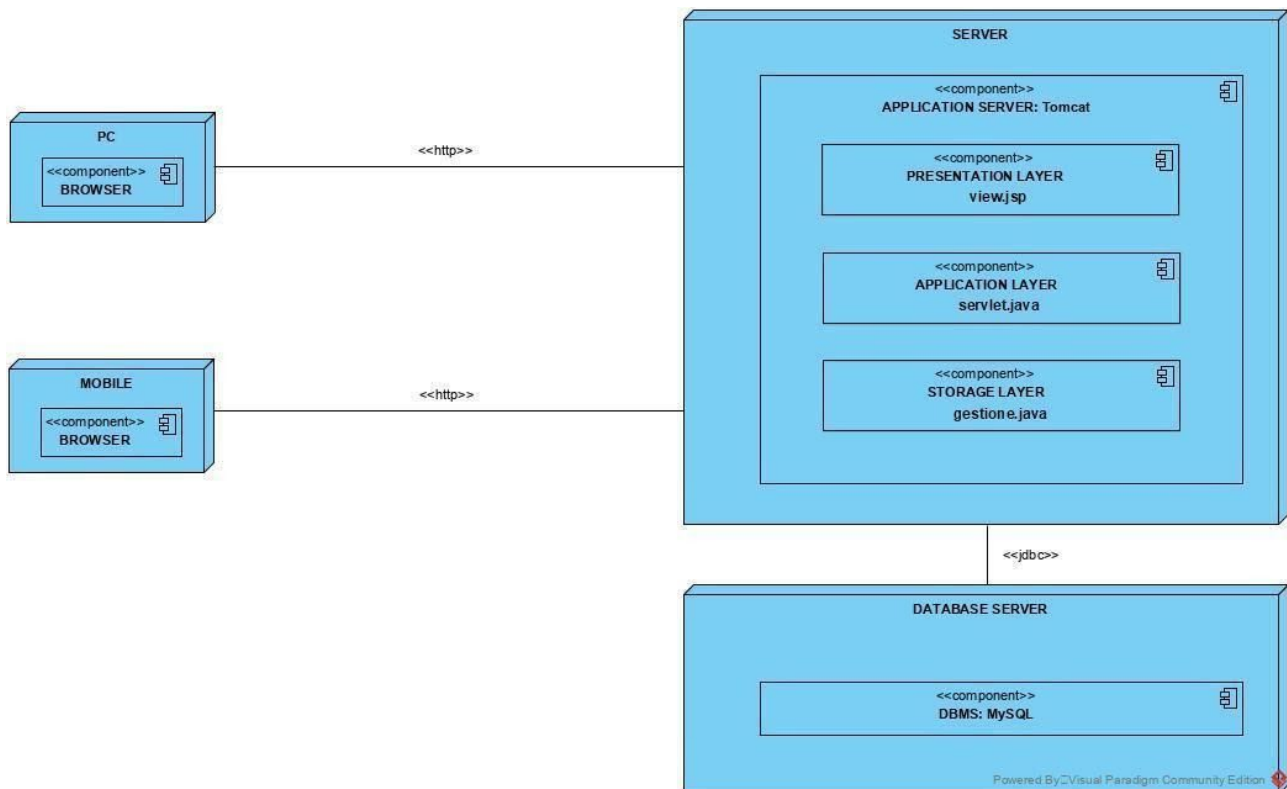 SERVER
<<component>>
APPLICATION SERVER: Tomcat
PC
<<component>>
BROWSER
<<http>>
<<component>>
PRESENTATION LAYER
view.jsp
<<component>>
APPLICATION LAYER
servlet.java
MOBILE
<<component>>
BROWSER
<<http>>
<<component>>
STORAGE LAYER
gestione.java
<<jdbc>>
DATABASE SERVER
<<component>>
DBMS: MySQL
Powered By Visual Paradigm Community Edition